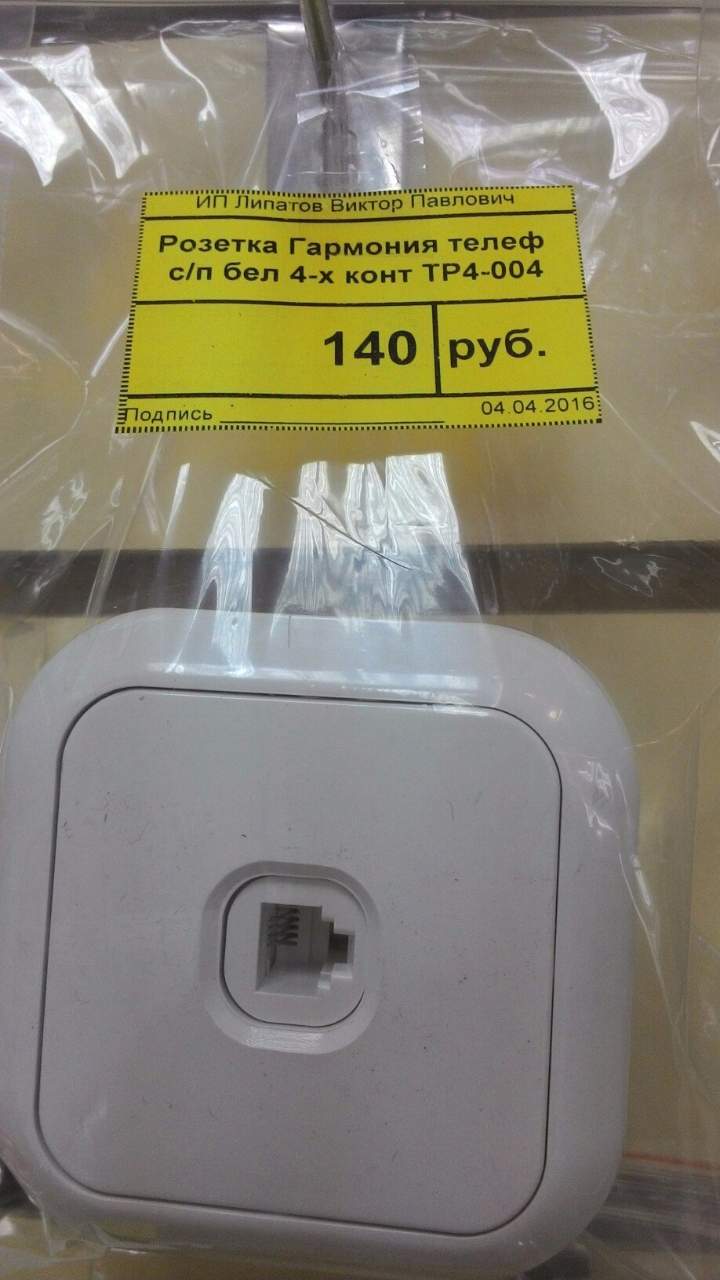 ИП Липатов Виктор Павлович
Розетка Гармония телеф
с/п бел 4-х конт ТР4-004
140 руб.
Подпись 04.04.2016